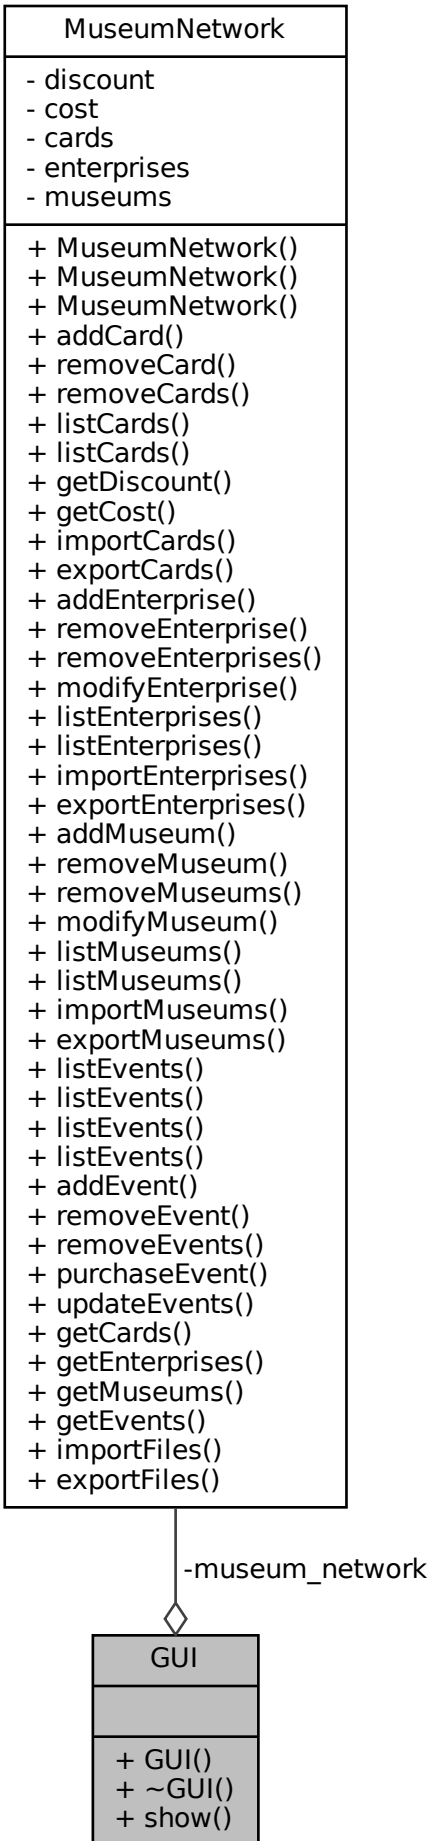 MuseumNetwork
- discount
- cost
- cards
- enterprises
- museums
+ MuseumNetwork()
+ MuseumNetwork()
+ MuseumNetwork()
+ addCard()
+ removeCard()
+ removeCards()
+ listCards()
+ listCards()
+ getDiscount()
+ getCost()
+ importCards()
+ exportCards()
+ addEnterprise()
+ removeEnterprise()
+ removeEnterprises()
+ modifyEnterprise()
+ listEnterprises()
+ listEnterprises()
+ importEnterprises()
+ exportEnterprises()
+ addMuseum()
+ removeMuseum()
+ removeMuseums()
+ modifyMuseum()
+ listMuseums()
+ listMuseums()
+ importMuseums()
+ exportMuseums()
+ listEvents()
+ listEvents()
+ listEvents()
+ listEvents()
+ addEvent()
+ removeEvent()
+ removeEvents()
+ purchaseEvent()
+ updateEvents()
+ getCards()
+ getEnterprises()
+ getMuseums()
+ getEvents()
+ importFiles()
+ exportFiles()
-museum_network
GUI
+ GUI()
+ ~GUI()
+ show()